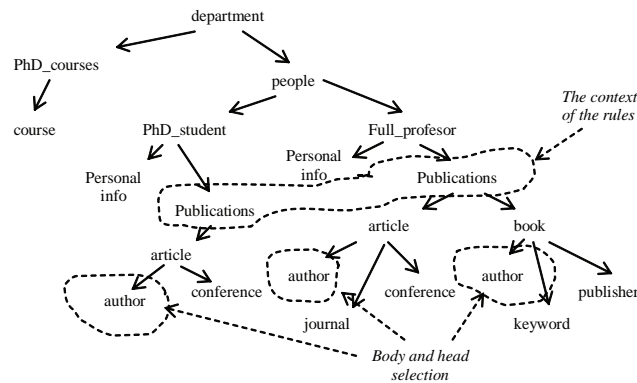 department
PhD_courses
people
The context
of the rules
course
PhD_student
Full_profesor
Personal
info
Personal
info
Publications
Publications
article
book
article
author
conference
author
conference
author
publisher
journal
keyword
Body and head
selection